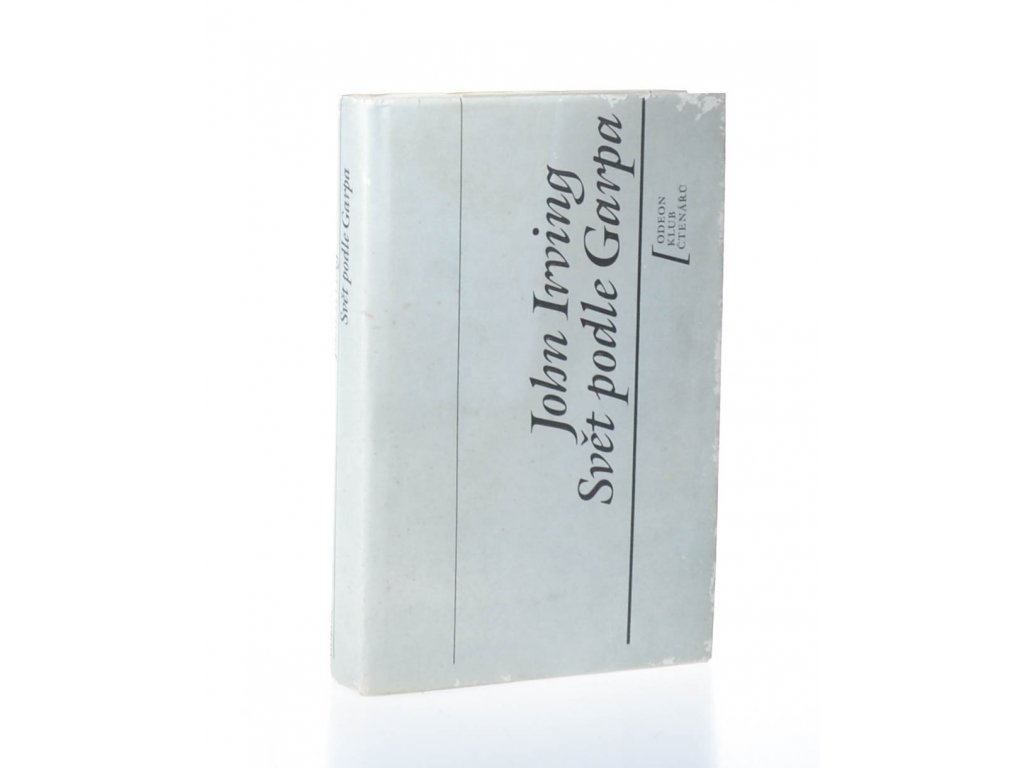 Svět podle Garpa
John Irving
Svět podle Garpa
[ODEON
KLUB
ČTENÁŘŮ